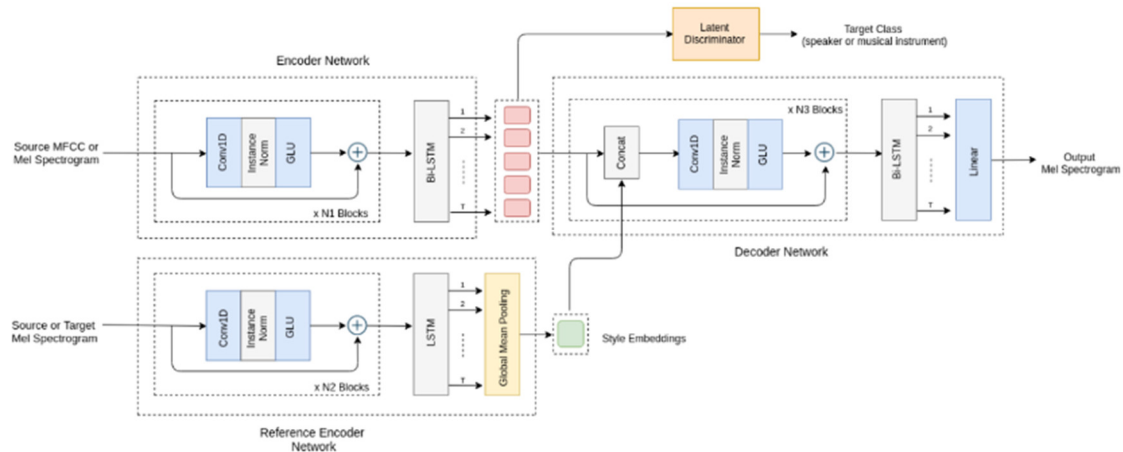 Latent
Discriminator
Target Class
(speaker or musical instrument)
Encoder Network
Source MFCC or
Mel Spectrogram
Conv1D
Instance
Norm
GLU
x N1 Blocks
Bi-LSTM
1
2
T
x N3 Blocks
Concat
Conv1D
Instance
Norm
GLU
Bi-LSTM
1
2
T
Linear
Output
Mel Spectrogram
Decoder Network
Source or Target
Mel Spectrogram
Conv1D
Instance
Norm
GLU
x N2 Blocks
LSTM
1
2
T
Global Mean Pooling
Style Embeddings
Reference Encoder
Network